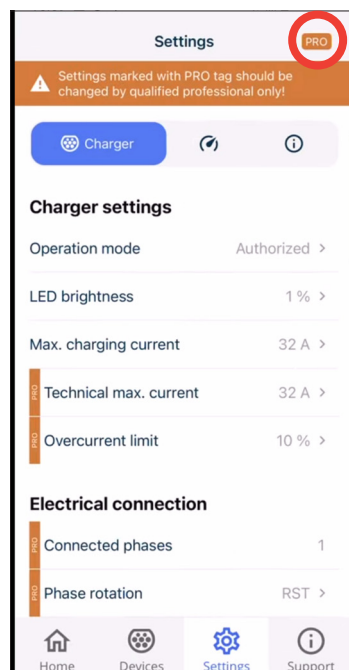 Settings
PRO
Settings marked with PRO tag should be
changed by qualified professional only!
Charger
Charger settings
Operation mode Authorized
LED brightness 1 %
Max. charging current 32 A
PRO Technical max. current 32 A
PRO Overcurrent limit 10 %
Electrical connection
PRO Connected phases 1
PRO Phase rotation RST
Home Devices Settings Support